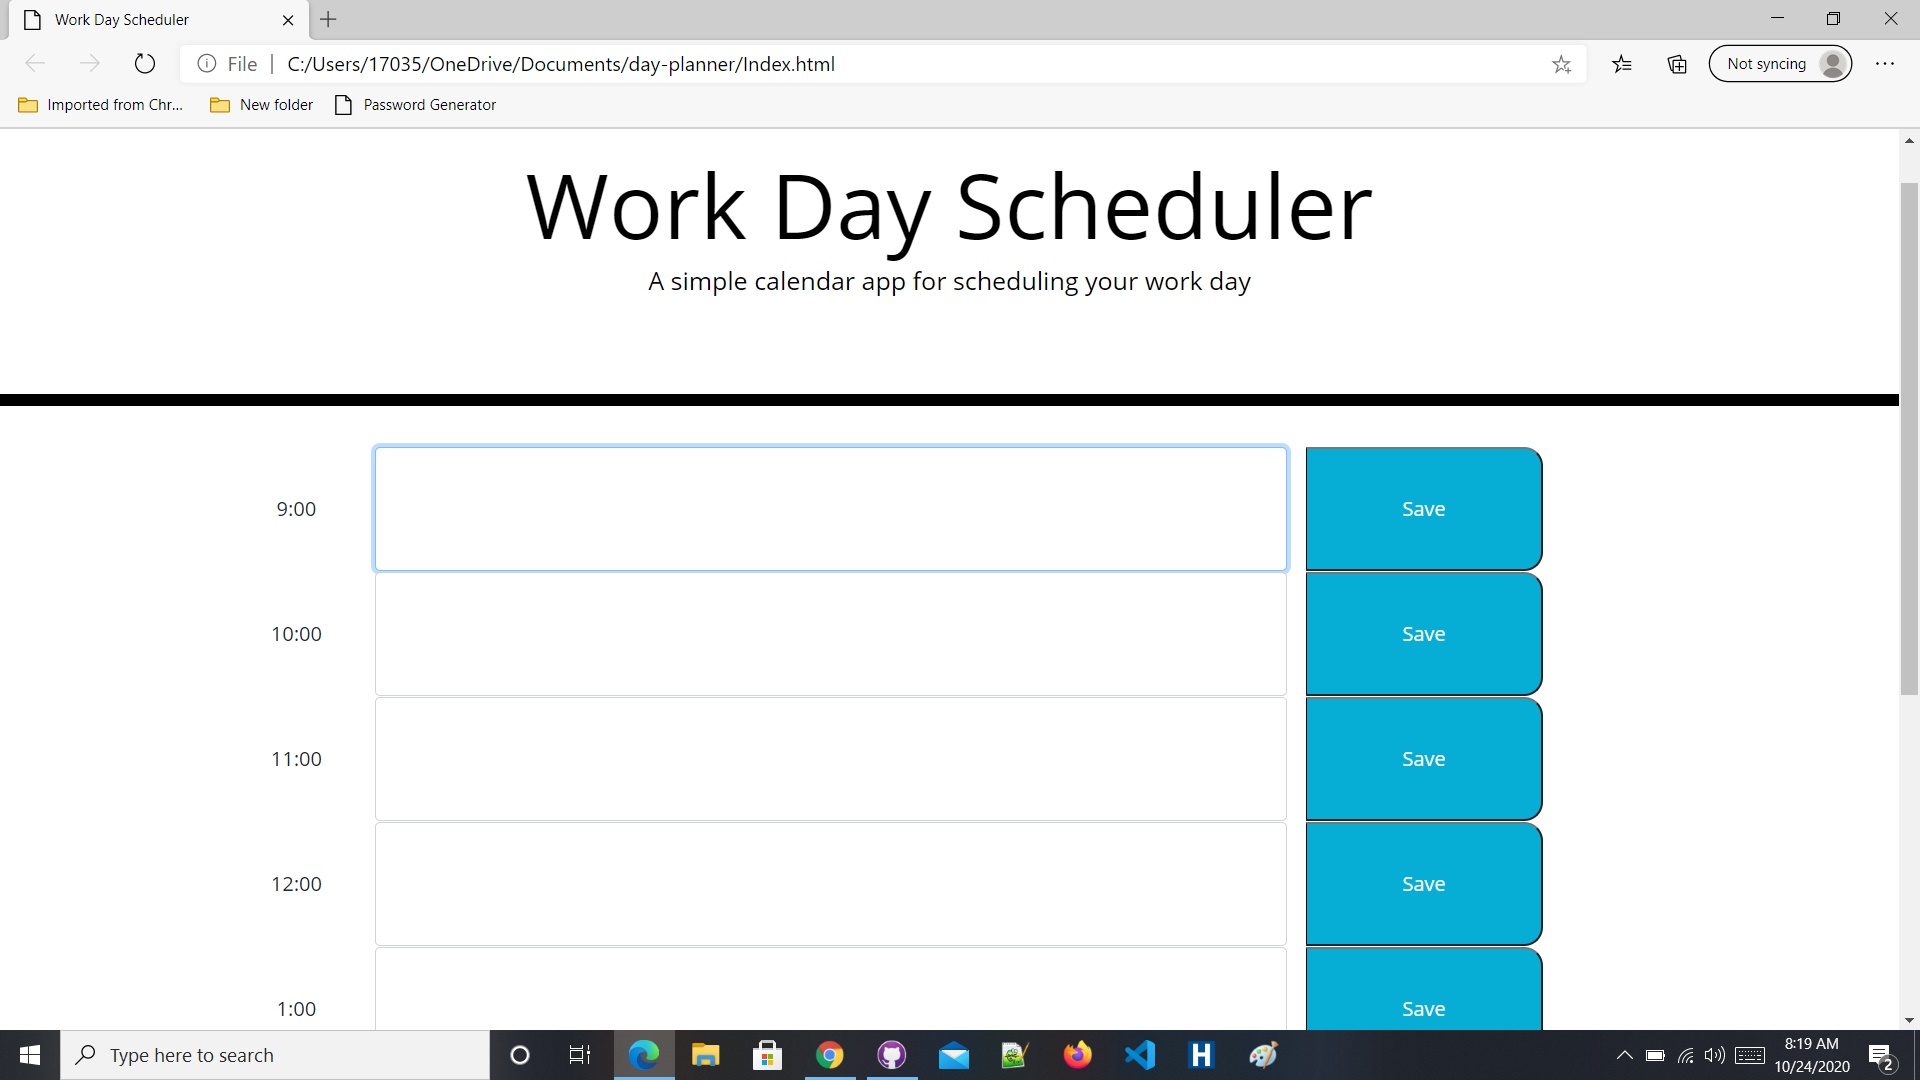 Work Day Scheduler
File | C:/Users/17035/OneDrive/Documents/day-planner/Index.html
Not syncing
Imported from Chr...
New folder
Password Generator
Work Day Scheduler
A simple calendar app for scheduling your work day
9:00
Save
10:00
Save
11:00
Save
12:00
Save
1:00
Save
Type here to search
H
8:19 AM
10/24/2020
2